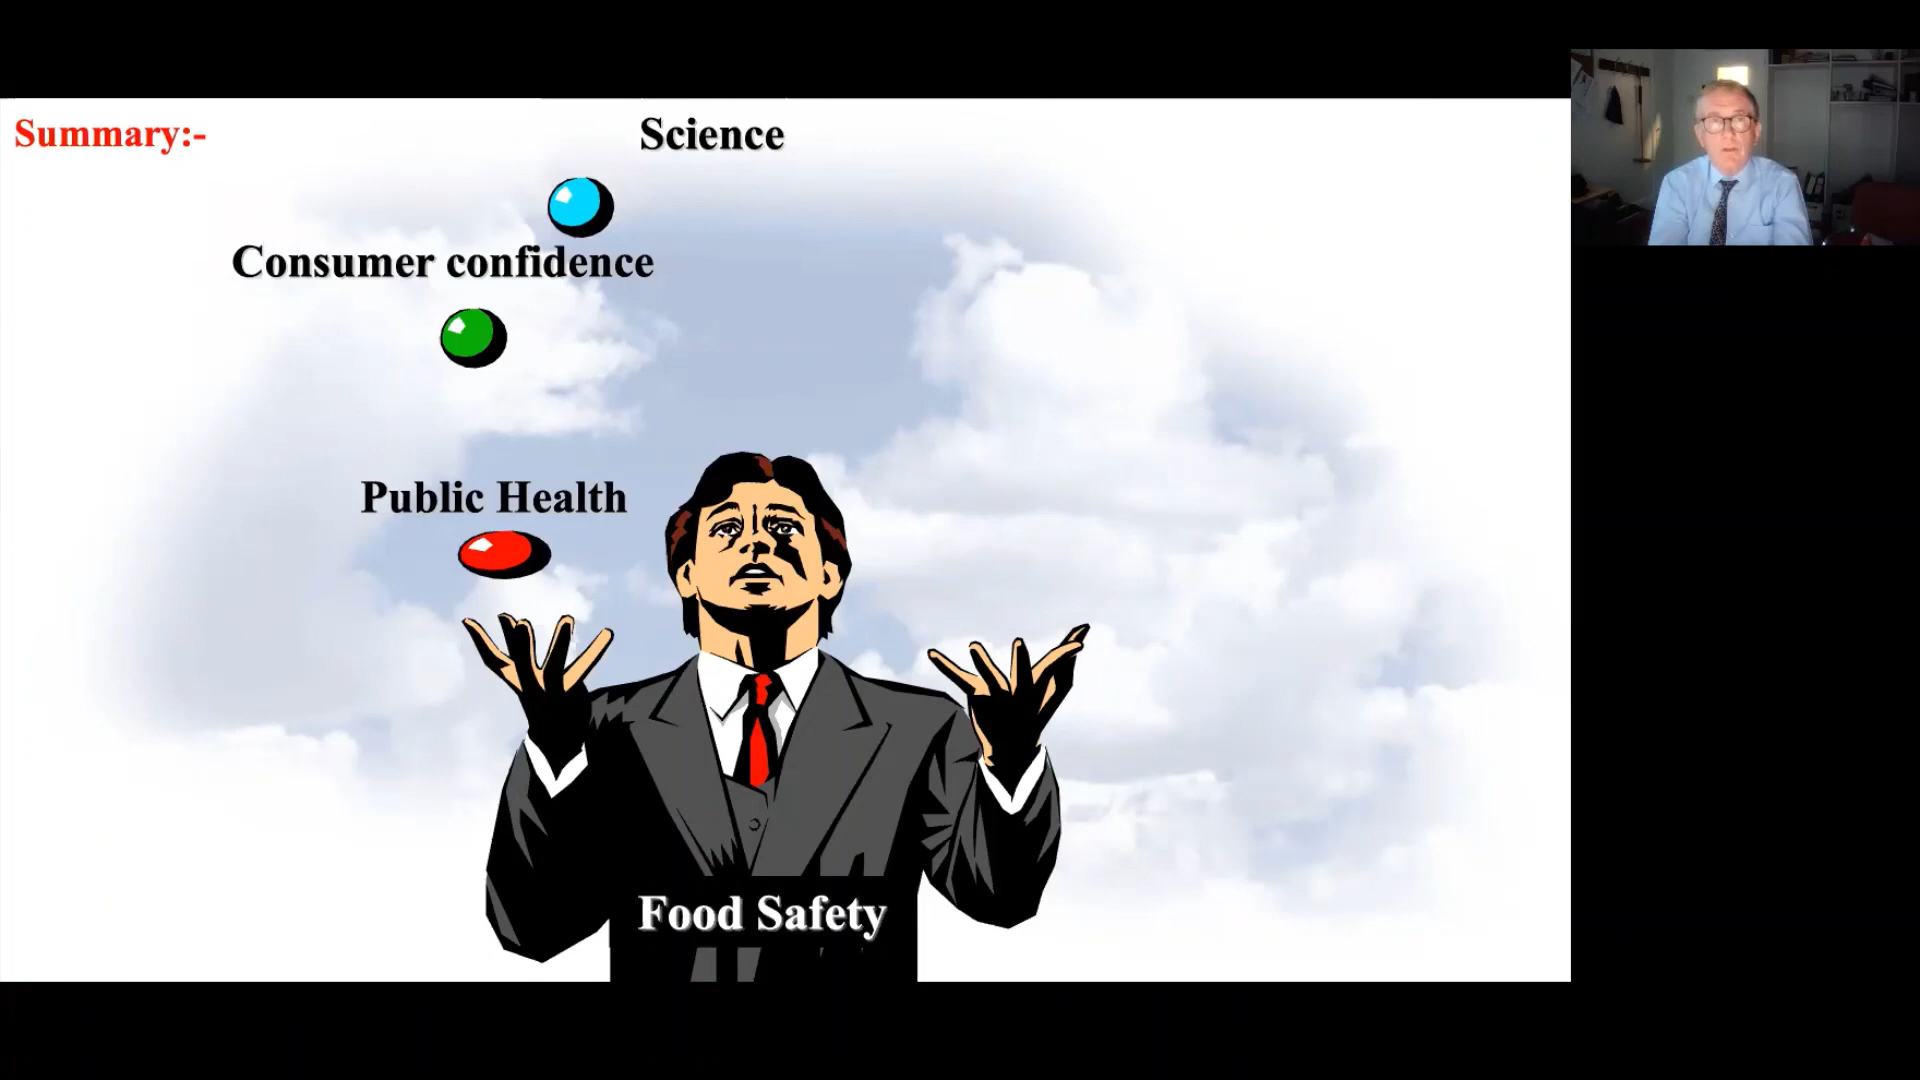 Summary:-
Science
Consumer confidence
Public Health
Food Safety